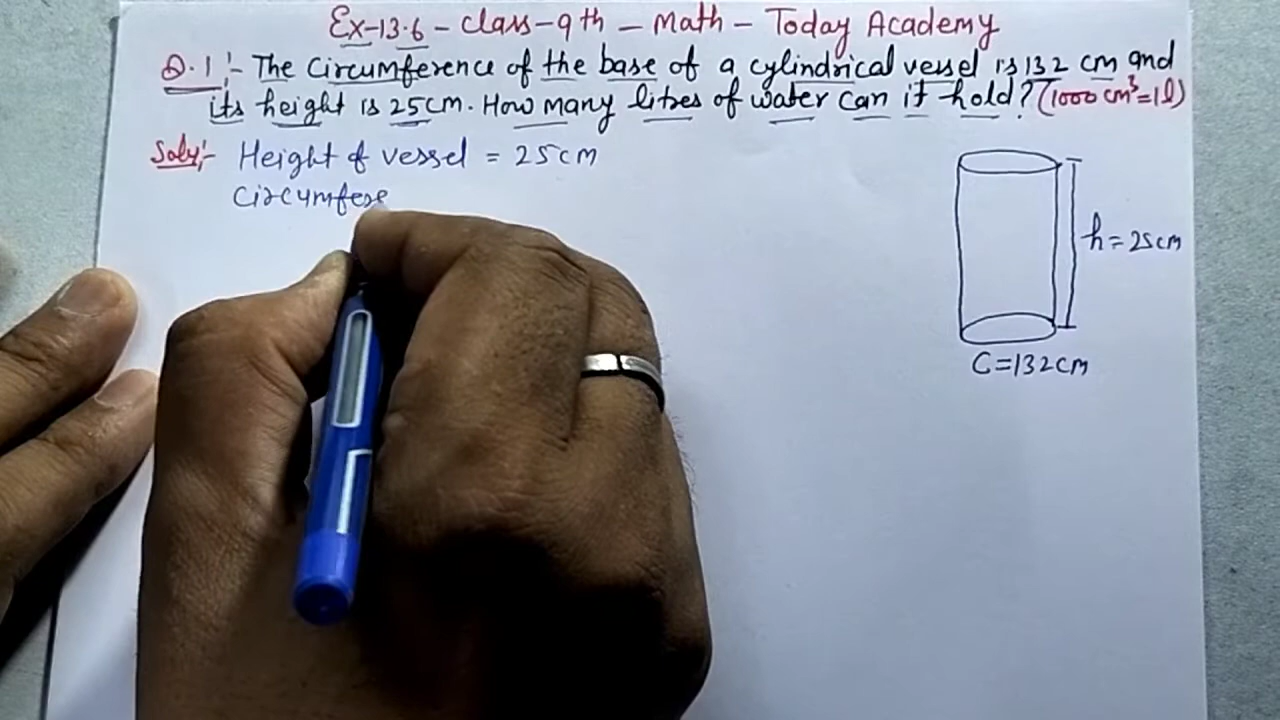 Ex-13.6 - Class-9th - Math - Today Academy
Q.1:- The Circumference of the base of a cylindrical vessel is 132 cm and
its height is 25cm. How many litres of water can it hold? (1000 cm³=1l)
Soly:- Height of vessel = 25cm
Circumfere
h=25cm
C=132cm